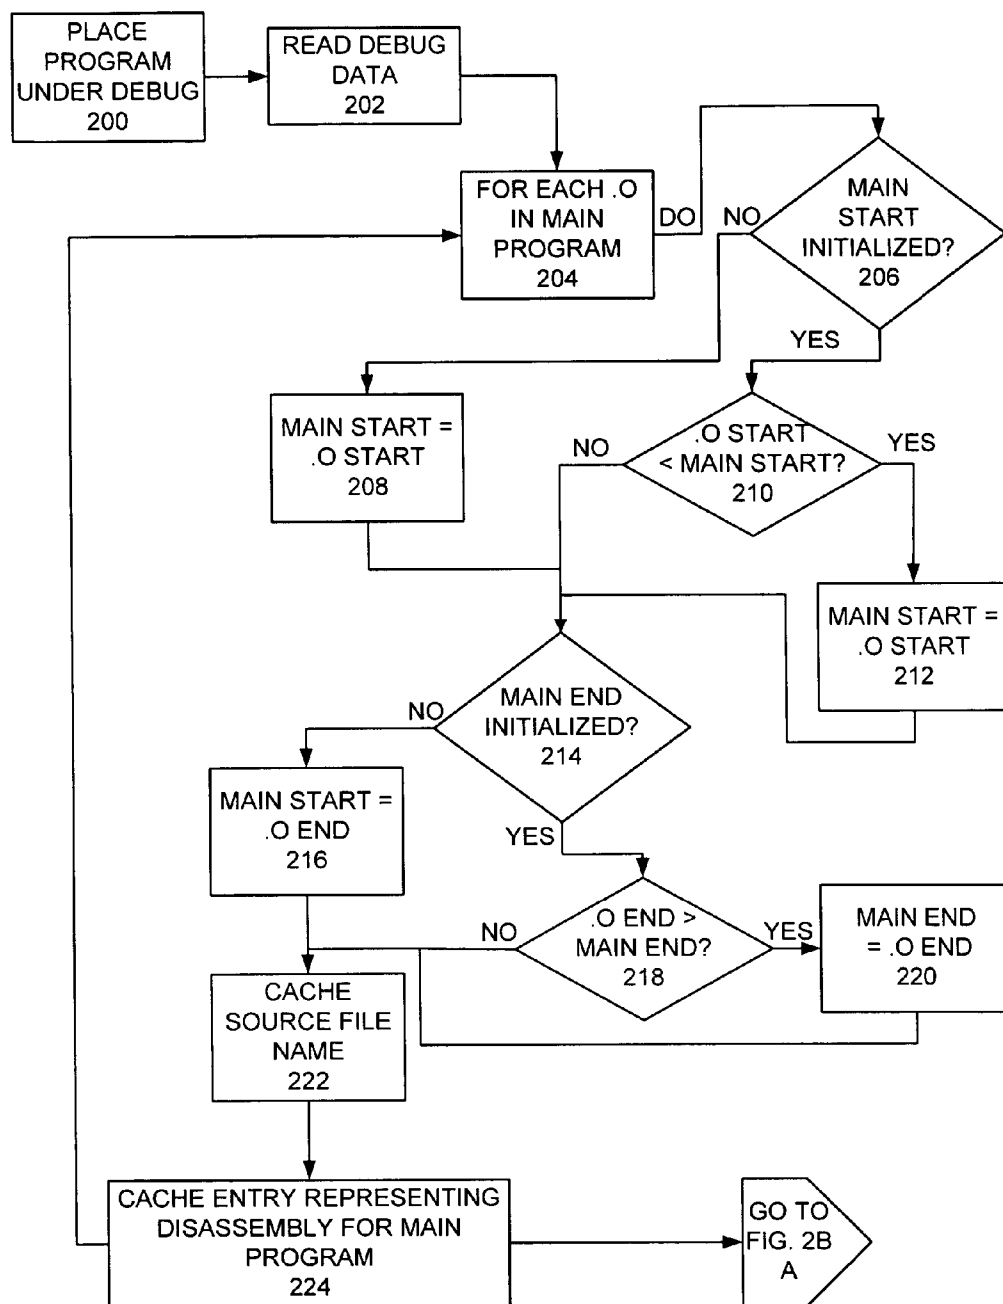 PLACE
PROGRAM
UNDER DEBUG
200
READ DEBUG
DATA
202
FOR EACH .O
IN MAIN
PROGRAM
204
DO
MAIN
START
INITIALIZED?
206
NO
YES
MAIN START =
.O START
208
.O START
< MAIN START?
210
NO
YES
MAIN START =
.O START
212
MAIN END
INITIALIZED?
214
NO
YES
MAIN START =
.O END
216
.O END >
MAIN END?
218
NO
YES
MAIN END
= .O END
220
CACHE
SOURCE FILE
NAME
222
CACHE ENTRY REPRESENTING
DISASSEMBLY FOR MAIN
PROGRAM
224
GO TO
FIG. 2B
A